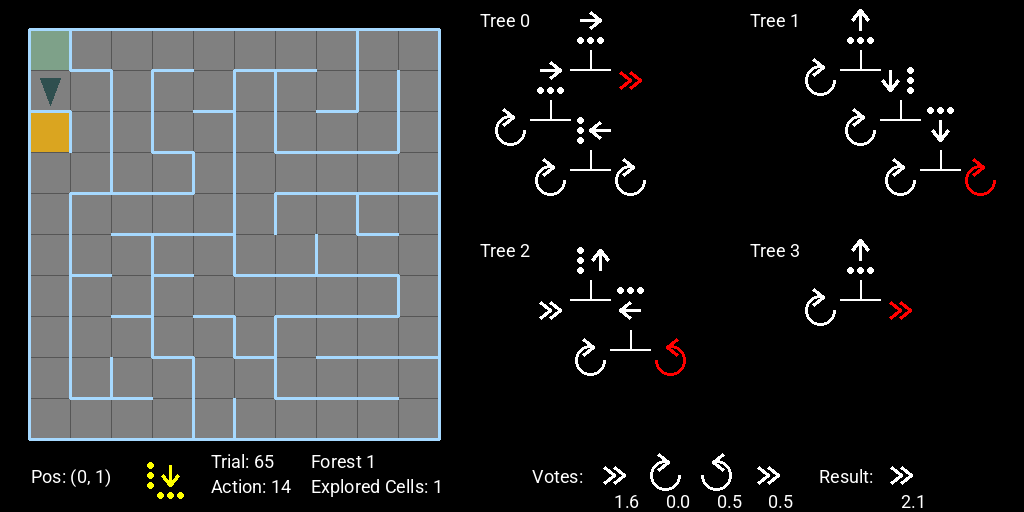 Tree 0
Tree 1
Tree 2
Tree 3
Pos: (0, 1)
Trial: 65
Forest 1
Action: 14
Explored Cells: 1
Votes:
1.6
0.0
0.5
0.5
Result:
2.1